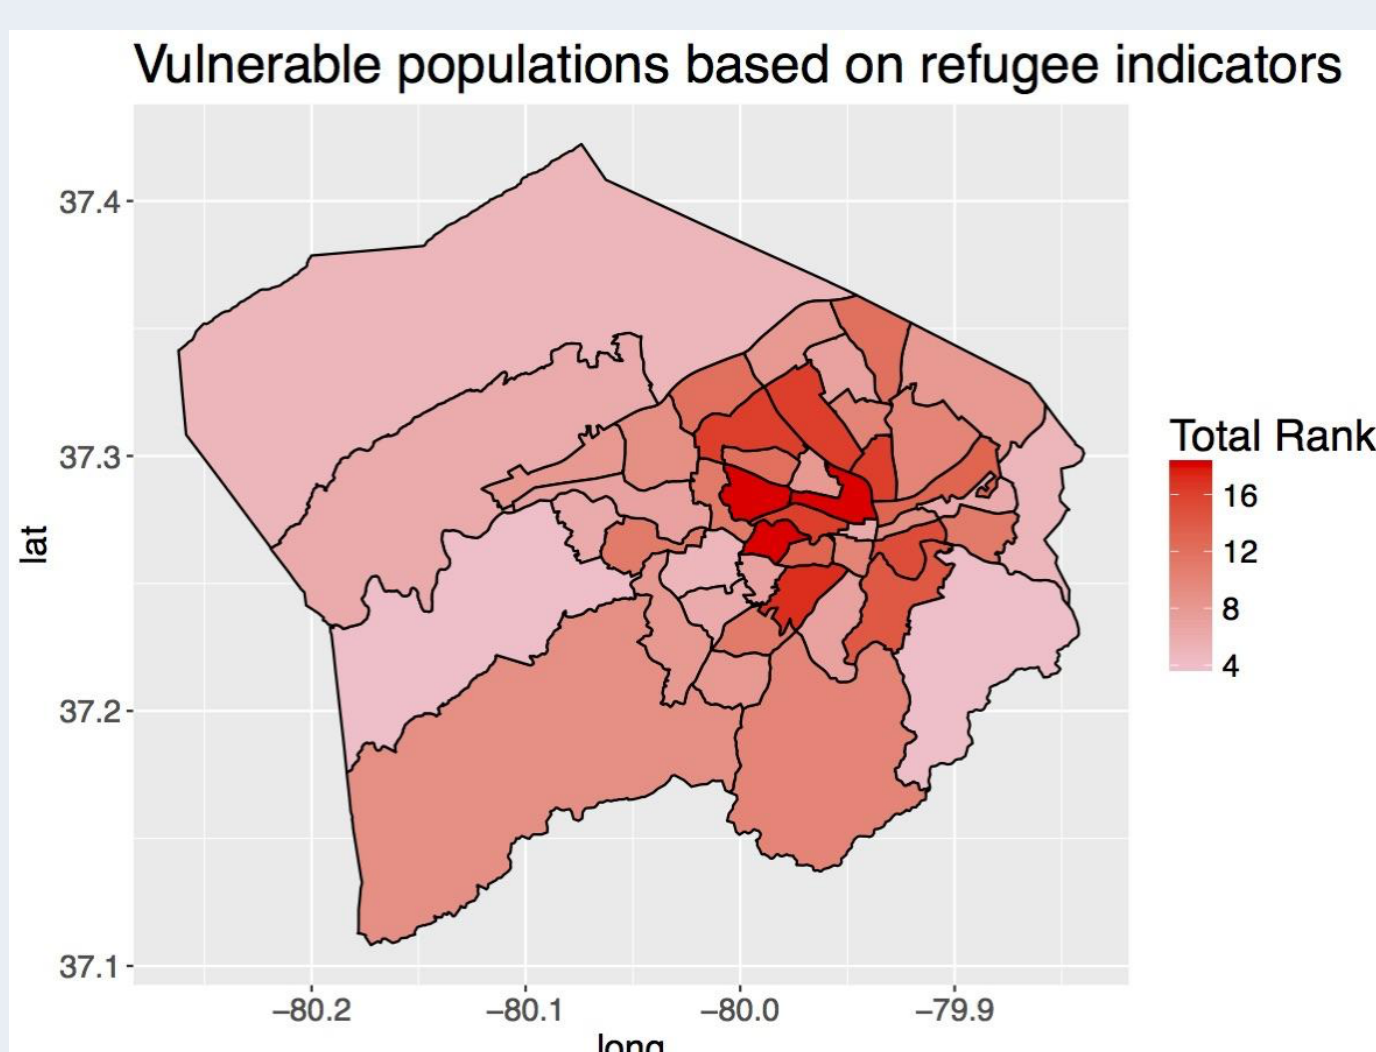 Vulnerable populations based on refugee indicators
37.4
37.3
37.2
37.1
lat
−80.2 −80.1 −80.0 −79.9
long
Total Rank
16
12
8
4